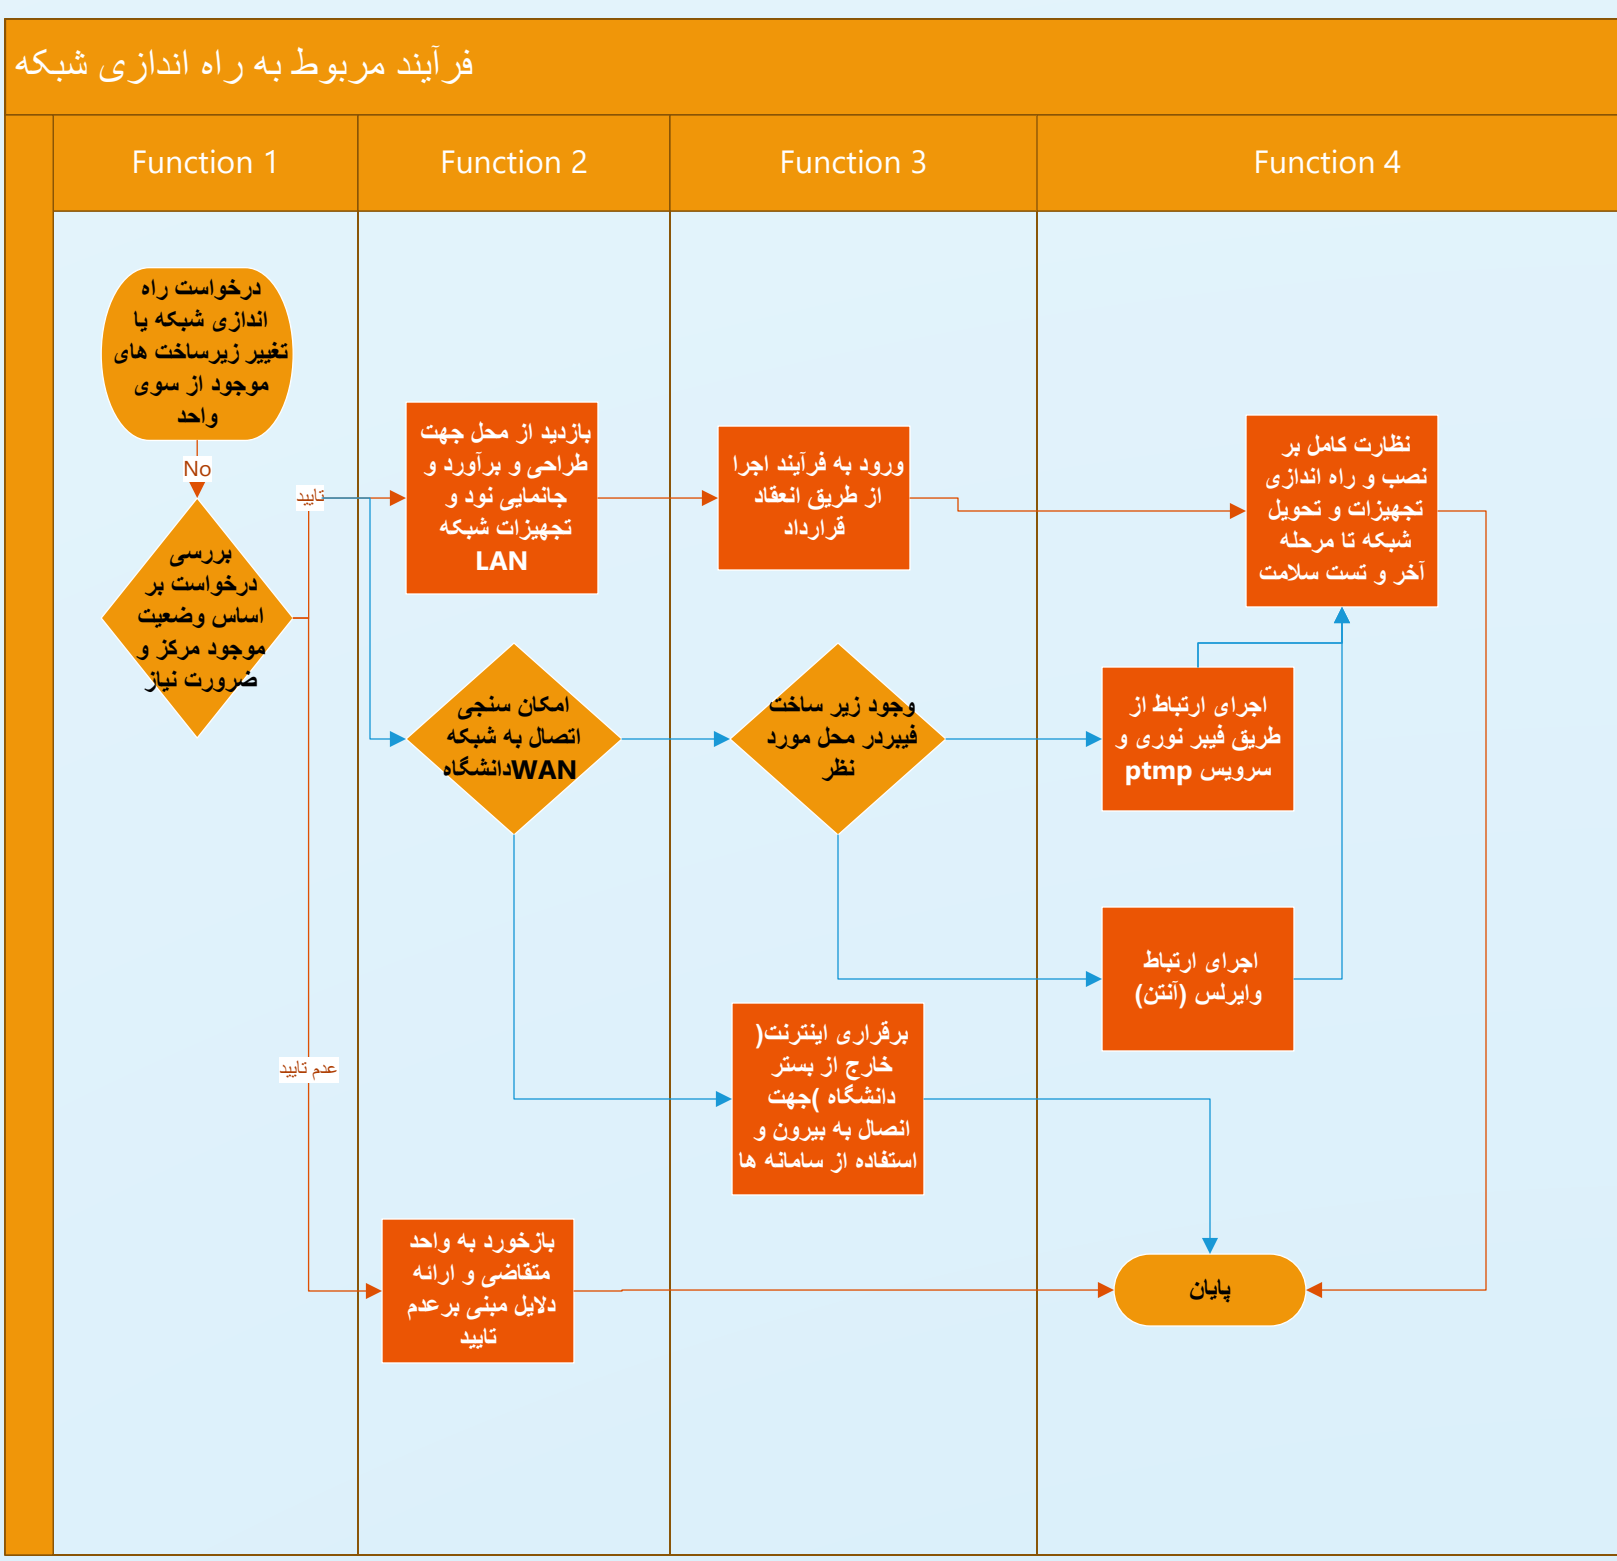 فرآیند مربوط به راه اندازی شبکه
Function 1
Function 2
Function 3
Function 4
درخواست راه
اندازی شبکه یا
تغییر زیرساخت های
موجود از سوی
واحد
No
بررسی
درخواست بر
اساس وضعیت
موجود مرکز و
ضرورت نیاز
تایید
عدم تایید
بازدید از محل جهت
طراحی و برآورد و
جانمایی نود و
تجهیزات شبکه
LAN
ورود به فرآیند اجرا
از طریق انعقاد
قرارداد
نظارت کامل بر
نصب و راه اندازی
تجهیزات و تحویل
شبکه تا مرحله
آخر و تست سلامت
امکان سنجی
اتصال به شبکه
WANدانشگاه
وجود زیر ساخت
فیبردر محل مورد
نظر
اجرای ارتباط از
طریق فیبر نوری و
سرویس ptmp
اجرای ارتباط
وایرلس (آنتن)
برقراری اینترنت(
خارج از بستر
دانشگاه )جهت
اتصال به بیرون و
استفاده از سامانه ها
بازخورد به واحد
متقاضی و ارائه
دلایل مبنی برعدم
تایید
پایان